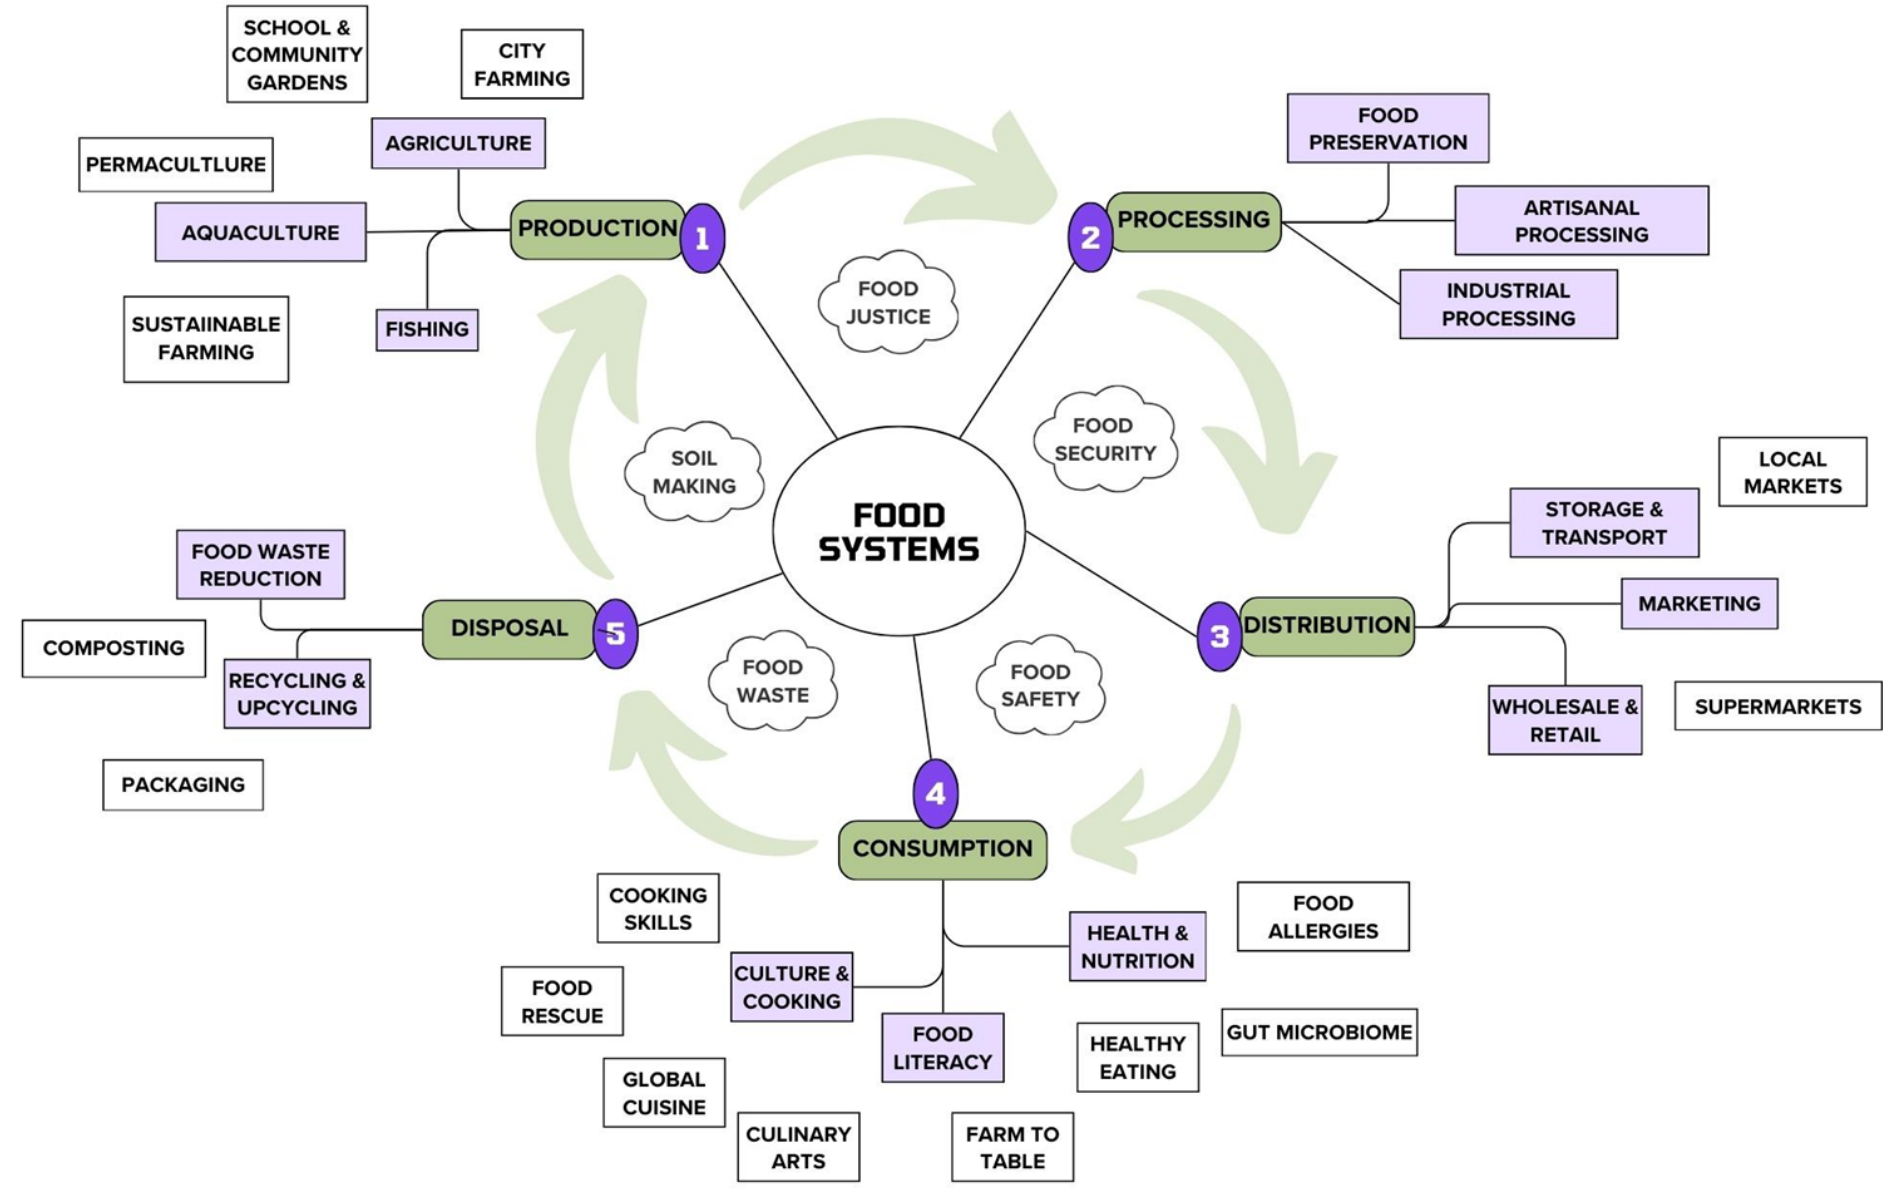 SCHOOL &
COMMUNITY
GARDENS
CITY
FARMING
AGRICULTURE
PERMACULTLURE
AQUACULTURE
SUSTAIINABLE
FARMING
FISHING
PRODUCTION
1
2
PROCESSING
FOOD
PRESERVATION
ARTISANAL
PROCESSING
INDUSTRIAL
PROCESSING
FOOD
JUSTICE
FOOD
SECURITY
SOIL
MAKING
FOOD
SYSTEMS
FOOD
WASTE
FOOD
SAFETY
3
DISTRIBUTION
LOCAL
MARKETS
STORAGE &
TRANSPORT
MARKETING
WHOLESALE &
RETAIL
SUPERMARKETS
FOOD WASTE
REDUCTION
DISPOSAL
5
COMPOSTING
RECYCLING &
UPCYCLING
PACKAGING
4
CONSUMPTION
COOKING
SKILLS
CULTURE &
COOKING
FOOD
RESCUE
FOOD
LITERACY
GLOBAL
CUISINE
CULINARY
ARTS
HEALTH &
NUTRITION
FOOD
ALLERGIES
GUT MICROBIOME
HEALTHY
EATING
FARM TO
TABLE